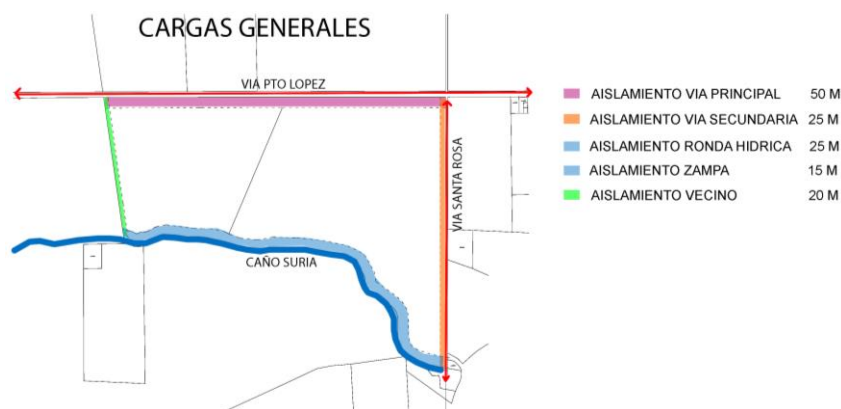 CARGAS GENERALES
VIA PTO LOPEZ
VIA SANTA ROSA
CAÑO SURIA
AISLAMIENTO VIA PRINCIPAL 50 M
AISLAMIENTO VIA SECUNDARIA 25 M
AISLAMIENTO RONDA HIDRICA 25 M
AISLAMIENTO ZAMPA 15 M
AISLAMIENTO VECINO 20 M